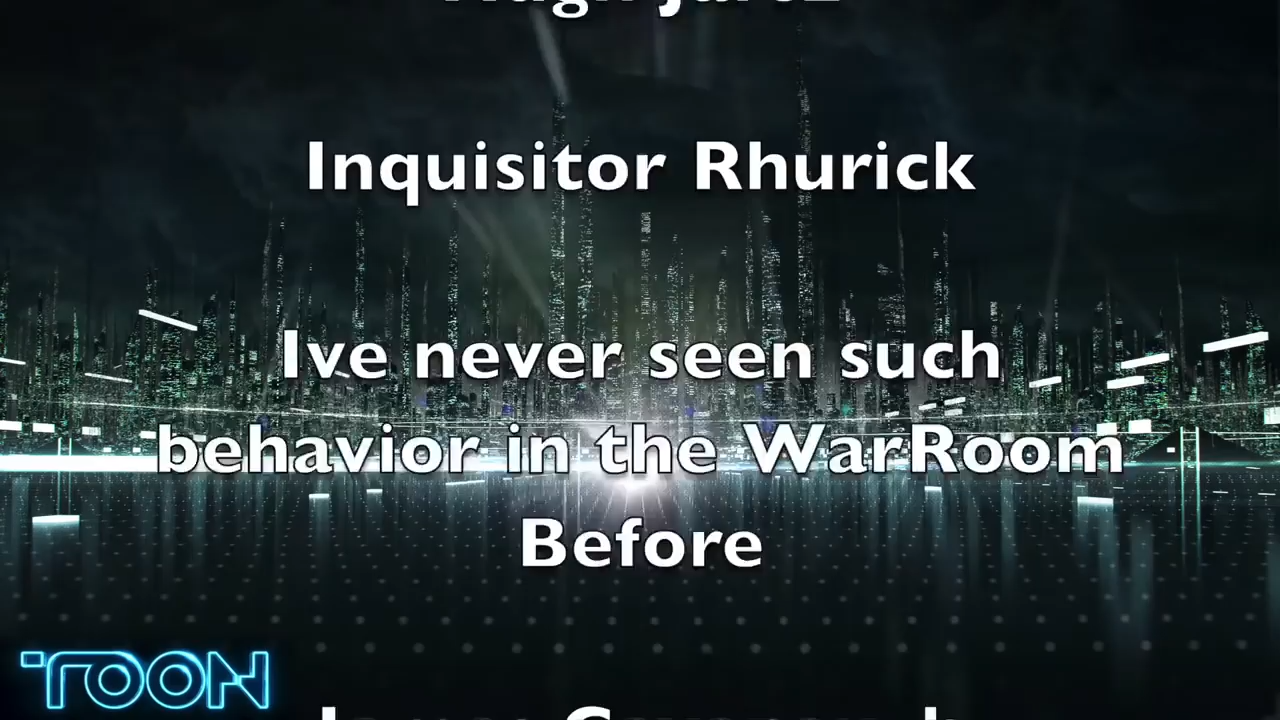 Inquisitor Rhurick
Ive never seen such
behavior in the WarRoom
Before
TOON